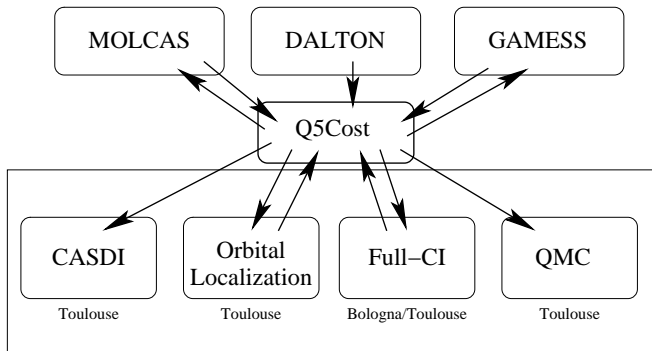 MOLCAS
DALTON
GAMESS
Q5Cost
CASDI
Orbital
Localization
Full−CI
QMC
Toulouse
Toulouse
Bologna/Toulouse
Toulouse